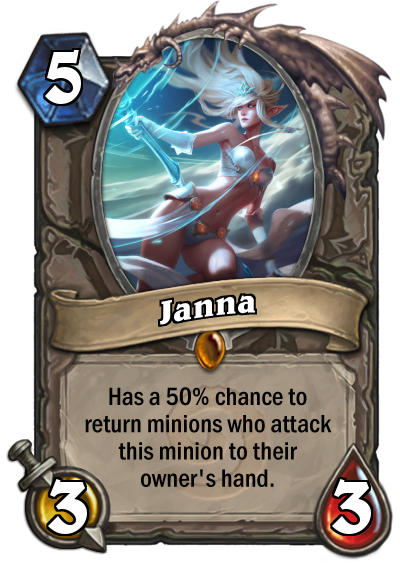 5
Janna
Has a 50% chance to
return minions who attack
this minion to their
owner's hand.
3
3